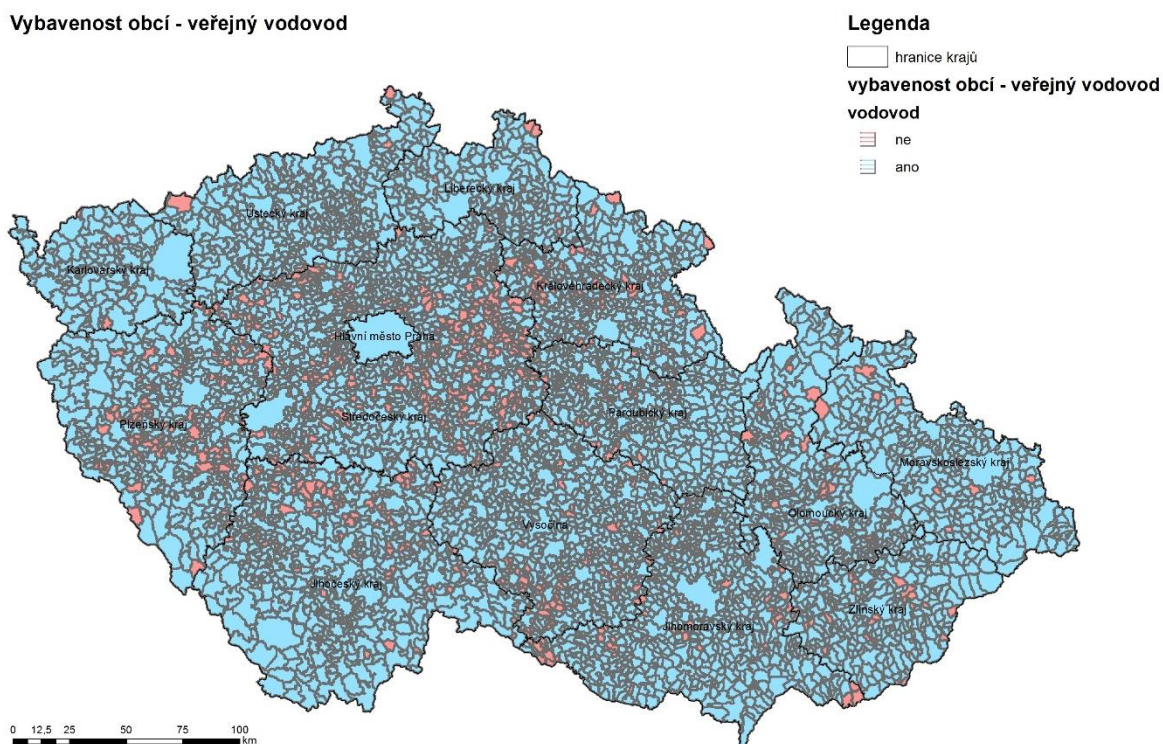 Vybavenost obcí - veřejný vodovod
Legenda
hranice krajů
vybavenost obcí - veřejný vodovod
vodovod
ne
ano
Liberecký kraj
Ústecký kraj
Karlovarský kraj
Královéhradecký kraj
Hlavní město Praha
Středočeský kraj
Pardubický kraj
Plzeňský kraj
Moravskoslezský kraj
Olomoucký kraj
Vysočina
Jihočeský kraj
Zlínský kraj
Jihomoravský kraj
0 12,5 25 50 75 100
km